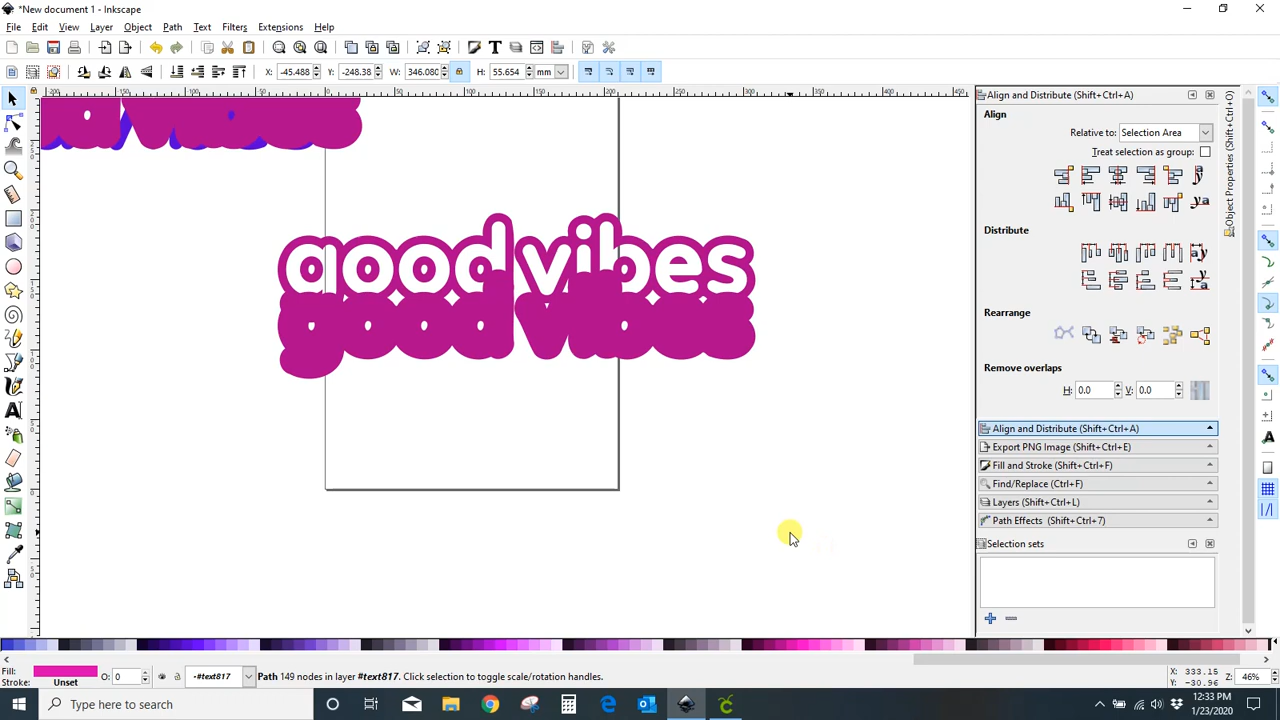 *New document 1 - Inkscape
File Edit View Layer Object Path Text Filters Extensions Help
X: -45.488 Y: -248.38 W: 346.080 H: 55.654 mm
Align and Distribute (Shift+Ctrl+A)
Align
Relative to: Selection Area
Treat selection as group:
Distribute
Rearrange
Remove overlaps
H: 0.0 V: 0.0
Align and Distribute (Shift+Ctrl+A)
Export PNG Image (Shift+Ctrl+E)
Fill and Stroke (Shift+Ctrl+F)
Find/Replace (Ctrl+F)
Layers (Shift+Ctrl+L)
Path Effects (Shift+Ctrl+7)
Selection sets
Object Properties (Shift+Ctrl+O)
good vibes
good vibes
Fill:
Stroke: Unset
O: 0
-#text817
Path 149 nodes in layer #text817. Click selection to toggle scale/rotation handles.
X: 333.15
Y: -30.96
Z: 46%
Type here to search
12:33 PM
1/23/2020